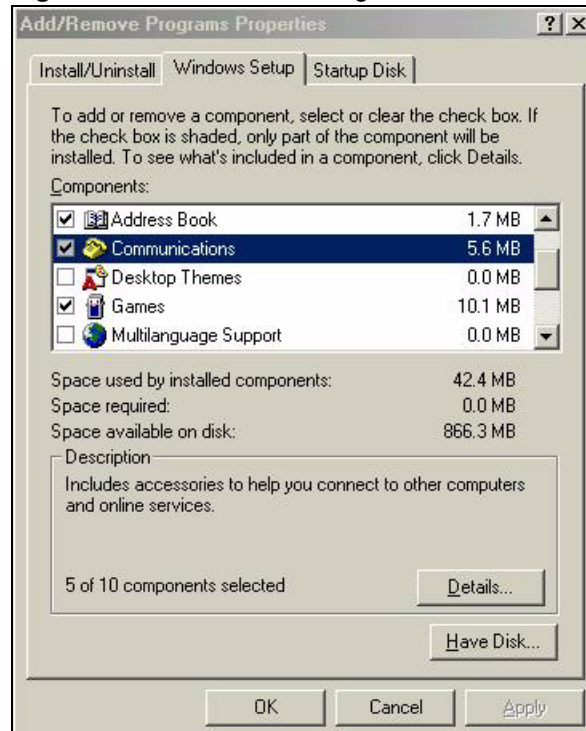 Add/Remove Programs Properties
Install/Uninstall Windows Setup Startup Disk
To add or remove a component, select or clear the check box. If
the check box is shaded, only part of the component will be
installed. To see what's included in a component, click Details.
Components:
Address Book 1.7 MB
Communications 5.6 MB
Desktop Themes 0.0 MB
Games 10.1 MB
Multilanguage Support 0.0 MB
Space used by installed components: 42.4 MB
Space required: 0.0 MB
Space available on disk: 866.3 MB
Description
Includes accessories to help you connect to other computers
and online services.
5 of 10 components selected Details...
Have Disk...
OK Cancel Apply